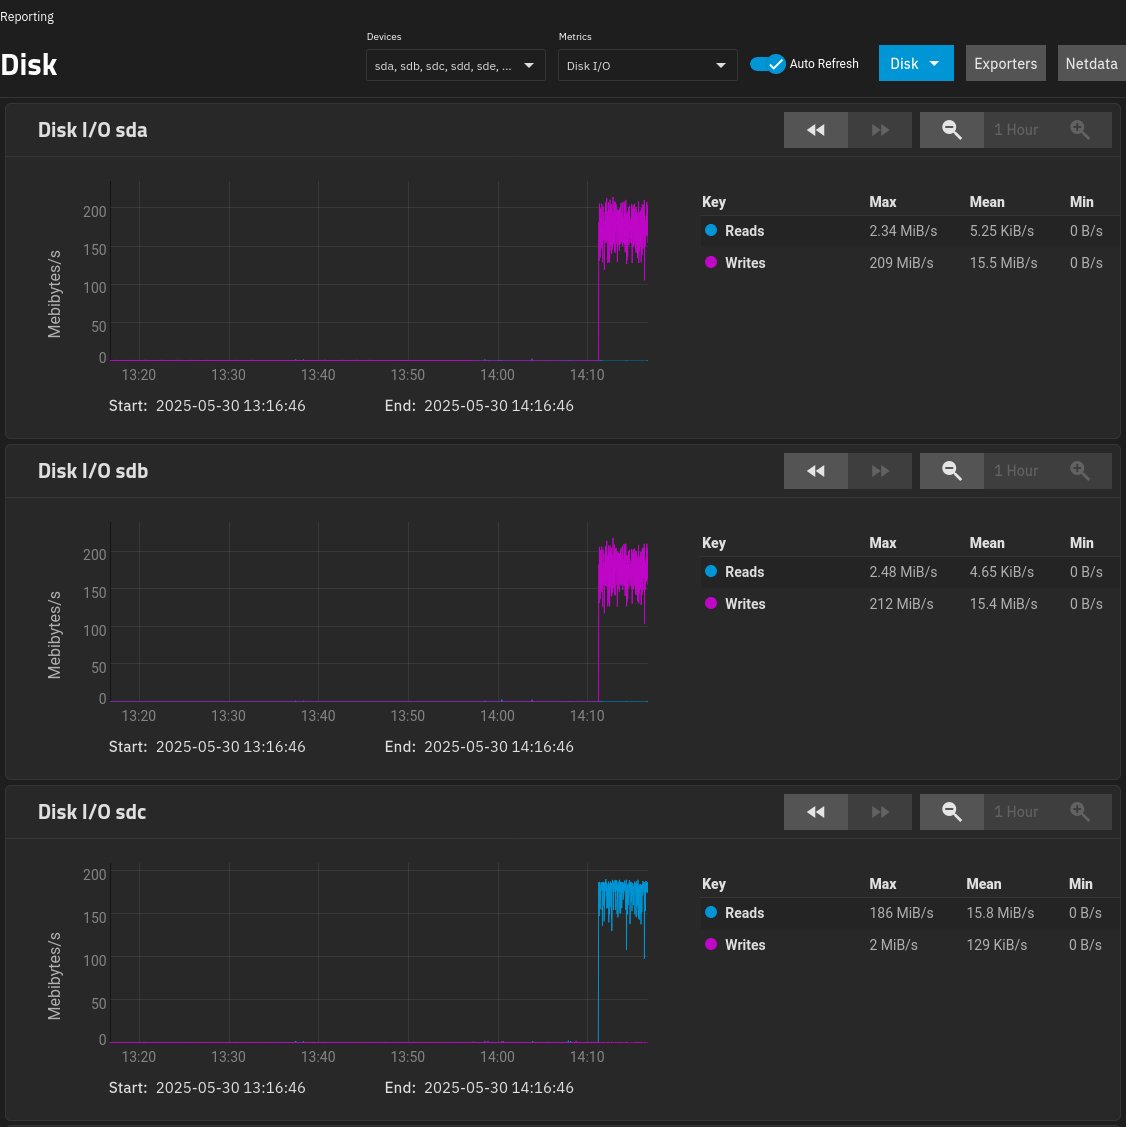 Reporting
Disk
Devices
sda, sdb, sdc, sdd, sde, ...
Metrics
Disk I/O
Auto Refresh
Disk
Exporters
Netdata
Disk I/O sda
1 Hour
Mebibytes/s
200
150
100
50
0
13:20 13:30 13:40 13:50 14:00 14:10
Start: 2025-05-30 13:16:46 End: 2025-05-30 14:16:46
Key Max Mean Min
Reads 2.34 MiB/s 5.25 KiB/s 0 B/s
Writes 209 MiB/s 15.5 MiB/s 0 B/s
Disk I/O sdb
1 Hour
Mebibytes/s
200
150
100
50
0
13:20 13:30 13:40 13:50 14:00 14:10
Start: 2025-05-30 13:16:46 End: 2025-05-30 14:16:46
Key Max Mean Min
Reads 2.48 MiB/s 4.65 KiB/s 0 B/s
Writes 212 MiB/s 15.4 MiB/s 0 B/s
Disk I/O sdc
1 Hour
Mebibytes/s
200
150
100
50
0
13:20 13:30 13:40 13:50 14:00 14:10
Start: 2025-05-30 13:16:46 End: 2025-05-30 14:16:46
Key Max Mean Min
Reads 186 MiB/s 15.8 MiB/s 0 B/s
Writes 2 MiB/s 129 KiB/s 0 B/s